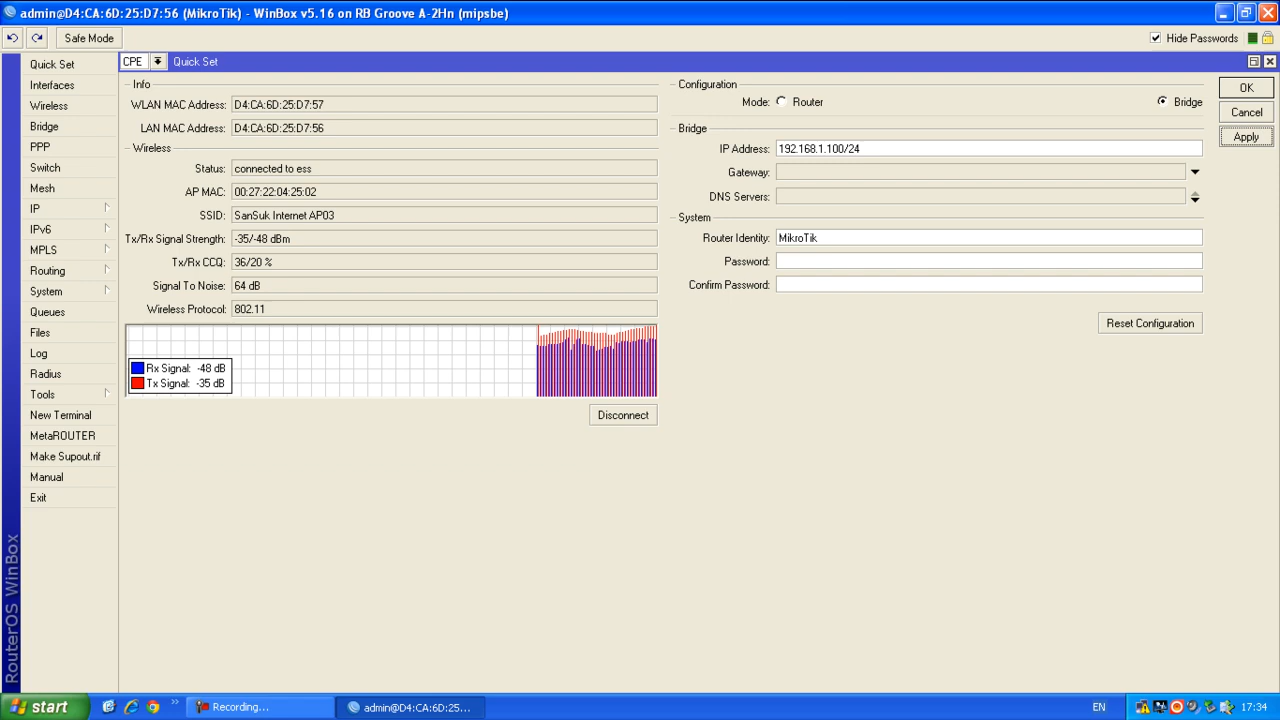 admin@D4:CA:6D:25:D7:56 (MikroTik) - WinBox v5.16 on RB Groove A-2Hn (mipsbe)
Safe Mode
Hide Passwords
Quick Set
Interfaces
Wireless
Bridge
PPP
Switch
Mesh
IP
IPv6
MPLS
Routing
System
Queues
Files
Log
Radius
Tools
New Terminal
MetaROUTER
Make Supout.rif
Manual
Exit
RouterOS WinBox
CPE
Quick Set
Info
WLAN MAC Address: D4:CA:6D:25:D7:57
LAN MAC Address: D4:CA:6D:25:D7:56
Wireless
Status: connected to ess
AP MAC: 00:27:22:04:25:02
SSID: SanSuk Internet AP03
Tx/Rx Signal Strength: -35/-48 dBm
Tx/Rx CCQ: 36/20 %
Signal To Noise: 64 dB
Wireless Protocol: 802.11
Rx Signal: -48 dB
Tx Signal: -35 dB
Disconnect
Configuration
Mode: Router Bridge
Bridge
IP Address: 192.168.1.100/24
Gateway:
DNS Servers:
System
Router Identity: MikroTik
Password:
Confirm Password:
Reset Configuration
OK
Cancel
Apply
start
Recording...
admin@D4:CA:6D:25...
EN
17:34